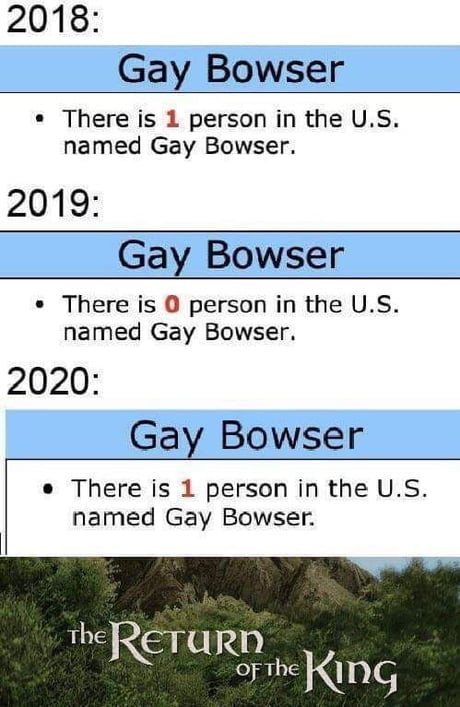 2018:
Gay Bowser
• There is 1 person in the U.S.
named Gay Bowser.
2019:
Gay Bowser
• There is 0 person in the U.S.
named Gay Bowser.
2020:
Gay Bowser
• There is 1 person in the U.S.
named Gay Bowser.
The Return
of the King